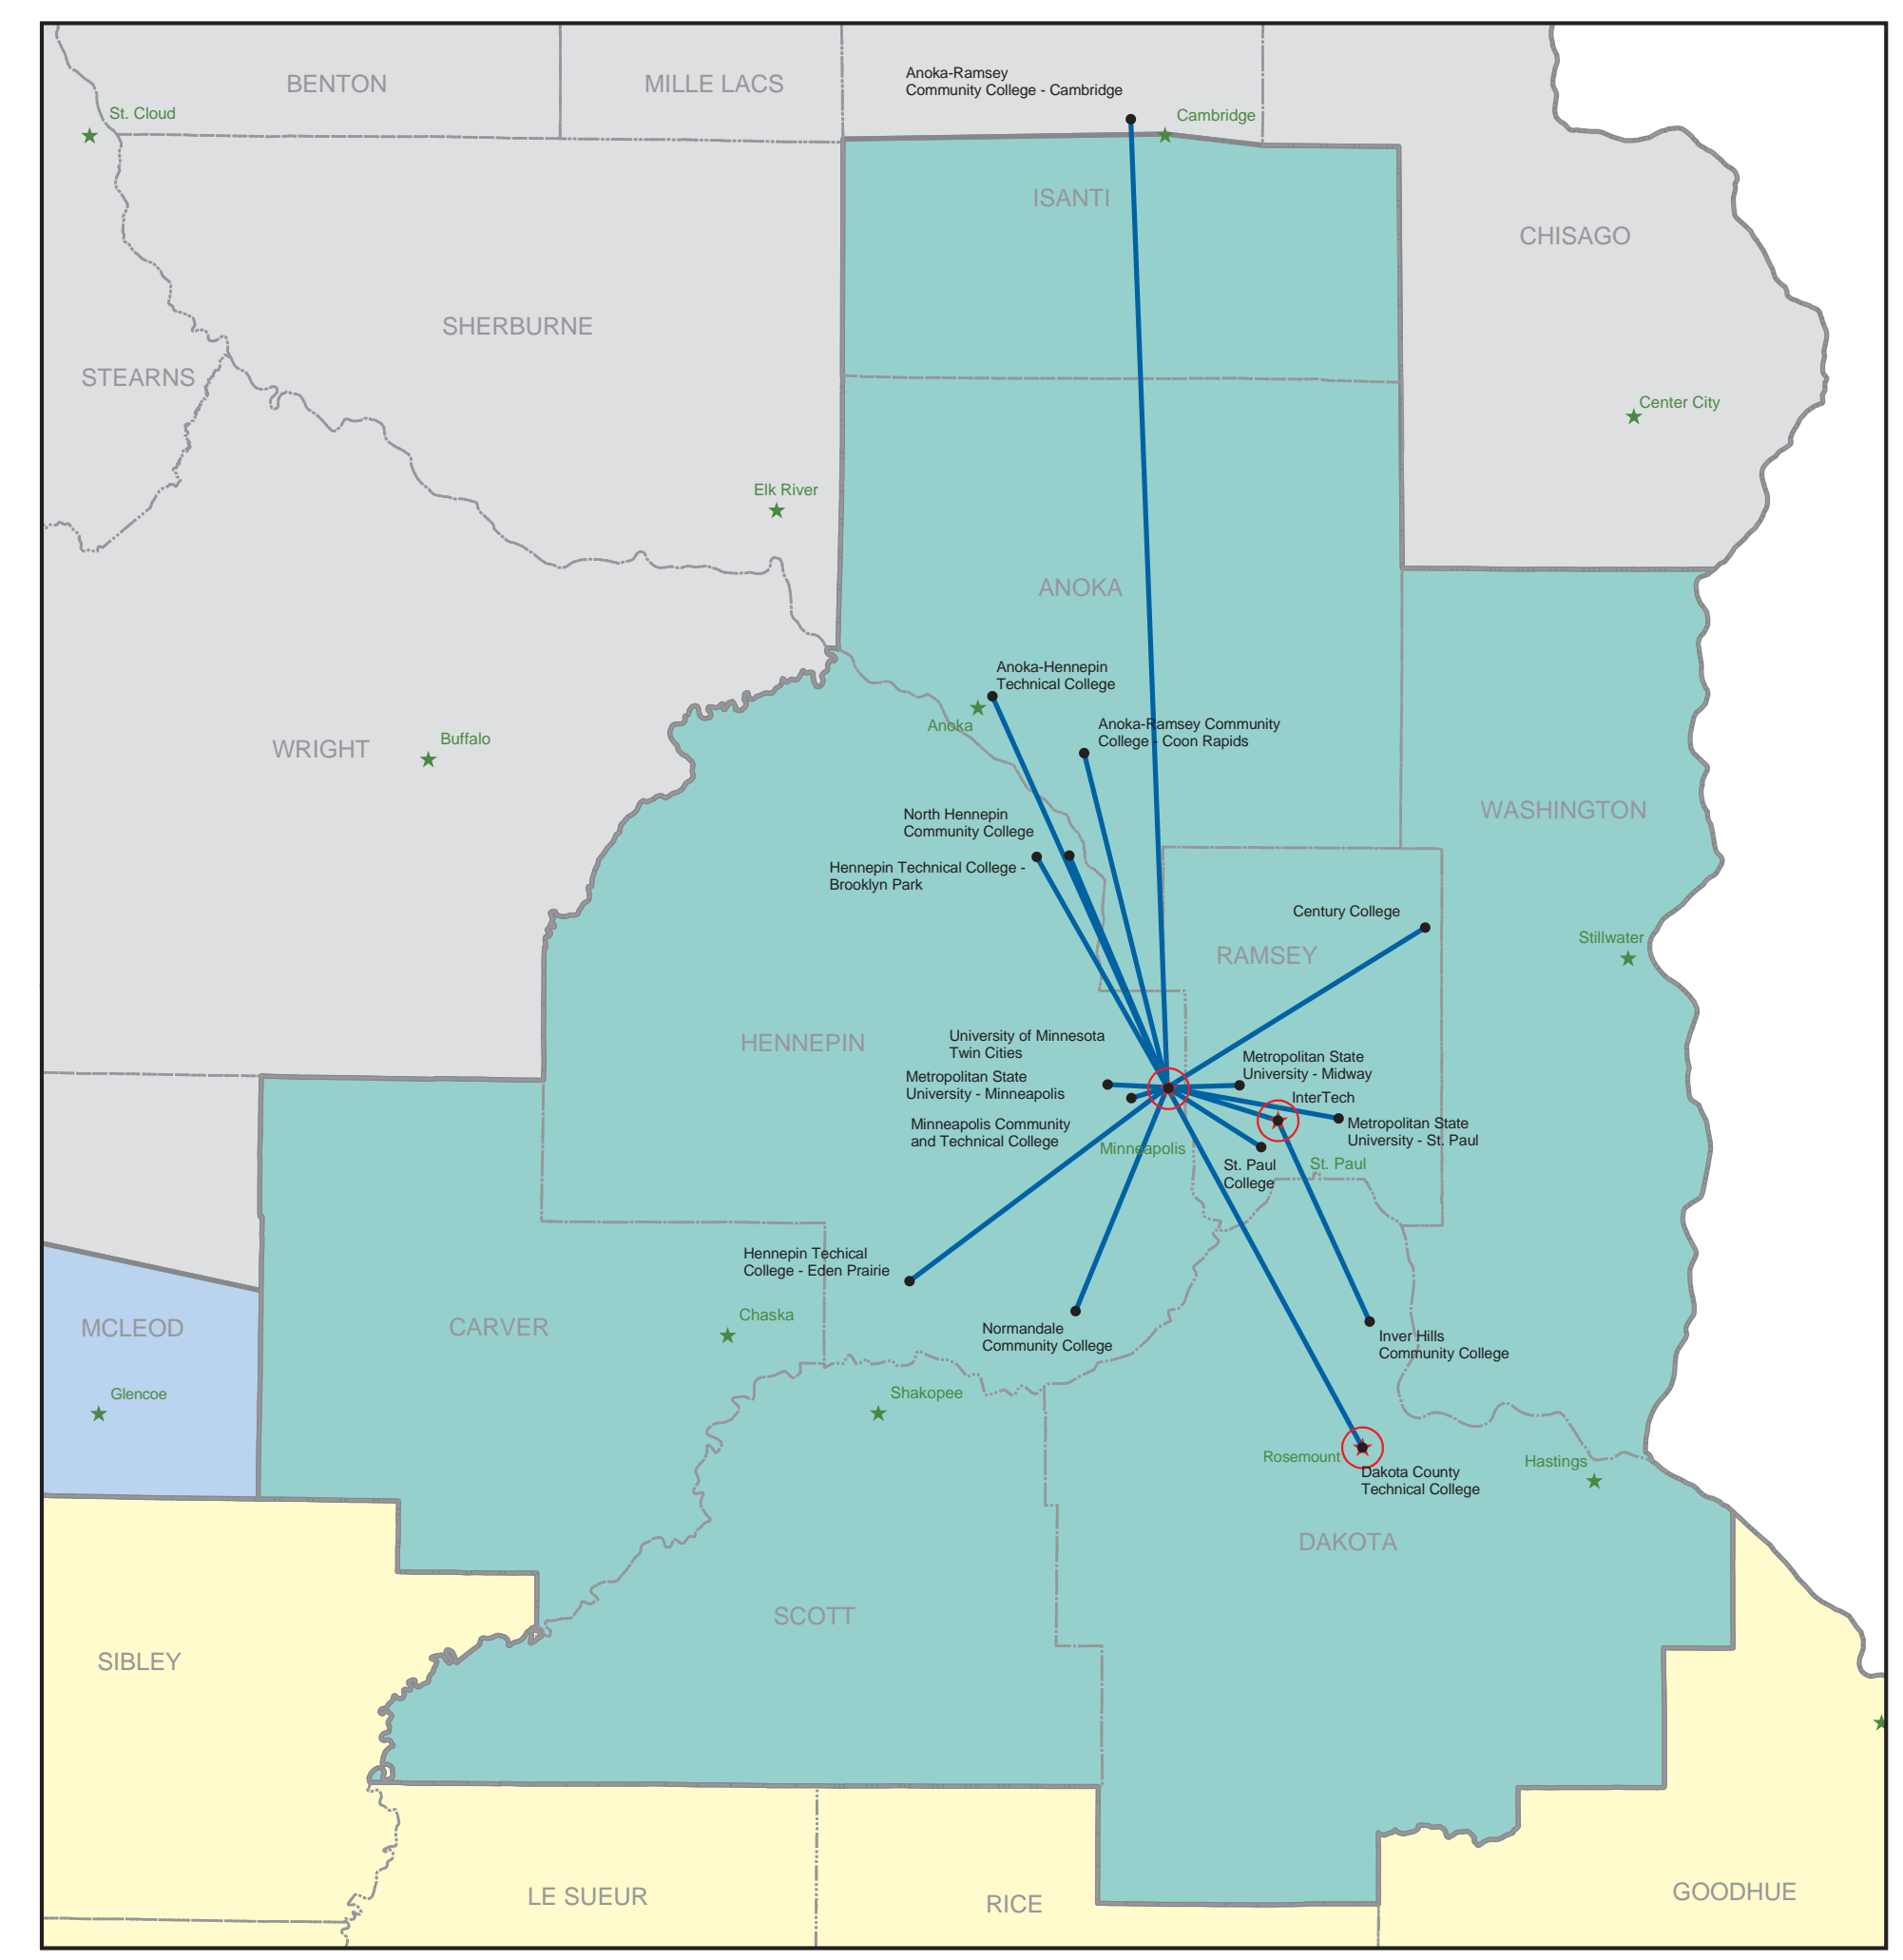 Anoka-Ramsey
Community College - Cambridge
BENTON
MILLE LACS
St. Cloud
Cambridge
ISANTI
CHISAGO
SHERBURNE
STEARNS
Center City
Elk River
ANOKA
Anoka-Hennepin
Technical College
Anoka
Anoka-Ramsey Community
College - Coon Rapids
WRIGHT
Buffalo
WASHINGTON
North Hennepin
Community College
Hennepin Technical College -
Brooklyn Park
Century College
Stillwater
RAMSEY
HENNEPIN
University of Minnesota
Twin Cities
Metropolitan State
University - Minneapolis
Minneapolis Community
and Technical College
Minneapolis
Metropolitan State
University - Midway
InterTech
Metropolitan State
University - St. Paul
St. Paul
College
St. Paul
Hennepin Techical
College - Eden Prairie
MCLEOD
CARVER
Chaska
Normandale
Community College
Inver Hills
Community College
Glencoe
Shakopee
Rosemount
Dakota County
Technical College
Hastings
DAKOTA
SCOTT
SIBLEY
LE SUEUR
RICE
GOODHUE